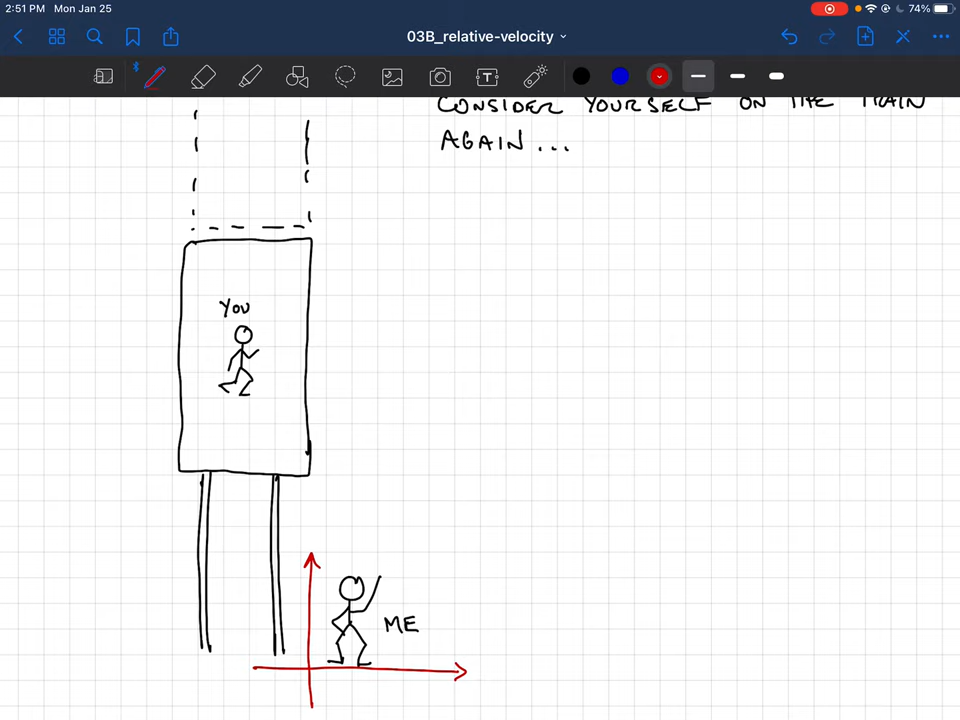 2:51 PM Mon Jan 25
74%
03B_relative-velocity
T
CONSIDER YOURSELF ON THE TRAIN
AGAIN...
YOU
ME